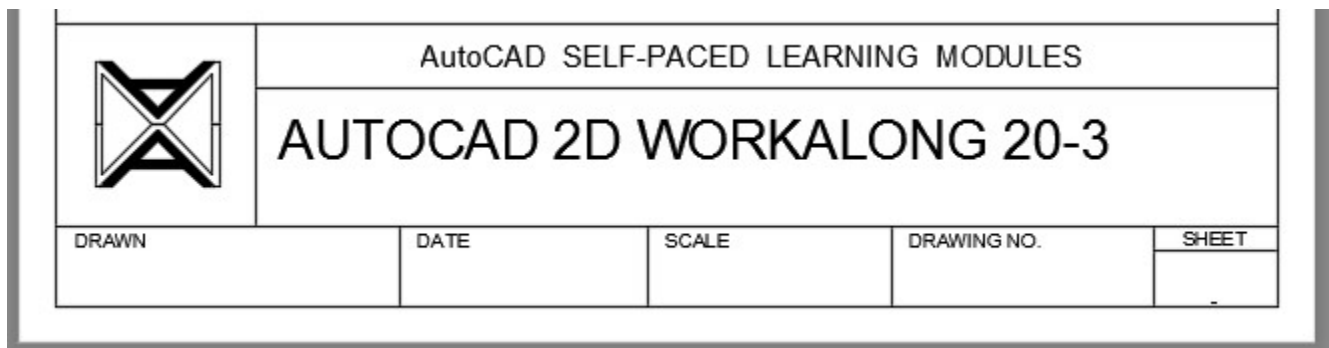 AutoCAD SELF-PACED LEARNING MODULES
AUTOCAD 2D WORKALONG 20-3
DRAWN DATE SCALE DRAWING NO. SHEET
-